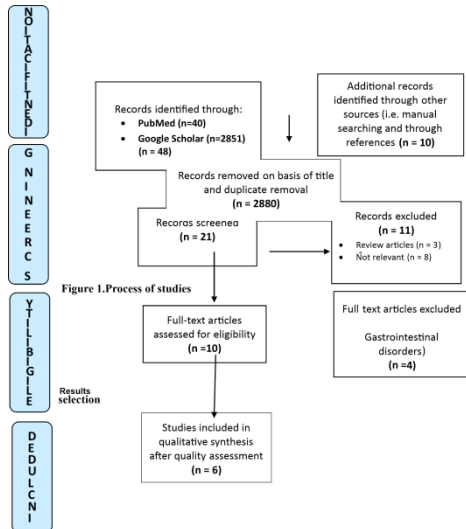 NOITACIFITNEDI
Records identified through:
• PubMed (n=40)
• Google Scholar (n=2851)
(n = 48)
Additional records
identified through other
sources (i.e. manual
searching and through
references (n = 10)
G NINEERCS
Records removed on basis of title
and duplicate removal
(n = 2880)
Records screened
(n = 21)
Records excluded
(n = 11)
• Review articles (n = 3)
• Ñot relevant (n = 8)
Figure 1.Process of studies
YTILIBIGILE
Full-text articles
assessed for eligibility
(n =10)
Full text articles excluded
Gastrointestinal
disorders)
(n =4)
Results
selection
DEDULCNI
Studies included in
qualitative synthesis
after quality assessment
(n = 6)